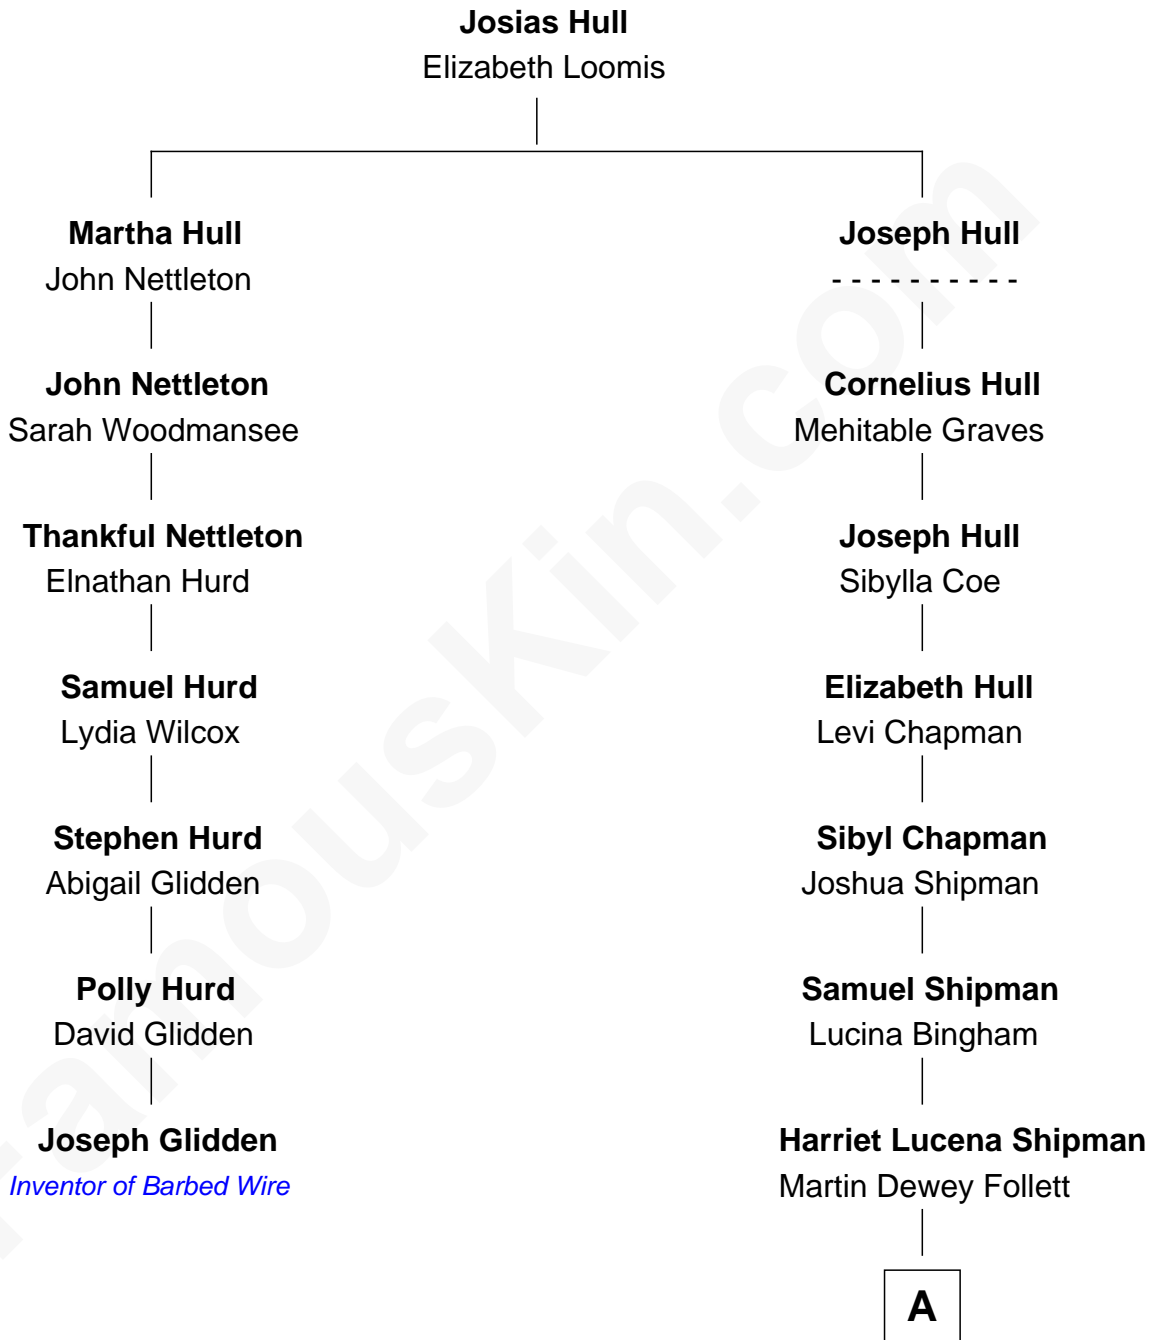 Josias Hull
Elizabeth Loomis
Martha Hull
John Nettleton
Joseph Hull
- - - - - - - - - -
John Nettleton
Sarah Woodmansee
Cornelius Hull
Mehitable Graves
Thankful Nettleton
Elnathan Hurd
Joseph Hull
Sibylla Coe
Samuel Hurd
Lydia Wilcox
Elizabeth Hull
Levi Chapman
Stephen Hurd
Abigail Glidden
Sibyl Chapman
Joshua Shipman
Polly Hurd
David Glidden
Samuel Shipman
Lucina Bingham
Joseph Glidden
Inventor of Barbed Wire
Harriet Lucena Shipman
Martin Dewey Follett
A
FamousKin.com